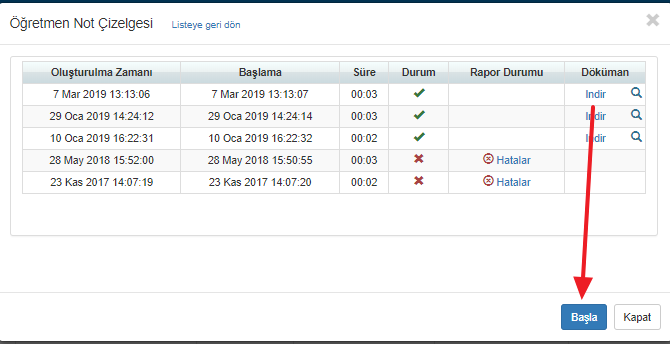 Öğretmen Not Çizelgesi Listeye geri dön
Oluşturulma Zamanı Başlama Süre Durum Rapor Durumu Döküman
7 Mar 2019 13:13:06 7 Mar 2019 13:13:07 00:03 İndir
29 Oca 2019 14:24:12 29 Oca 2019 14:24:14 00:03 İndir
10 Oca 2019 16:22:31 10 Oca 2019 16:22:32 00:02 İndir
28 May 2018 15:52:00 28 May 2018 15:50:55 00:03 Hatalar
23 Kas 2017 14:07:19 23 Kas 2017 14:07:20 00:02 Hatalar
Başla Kapat